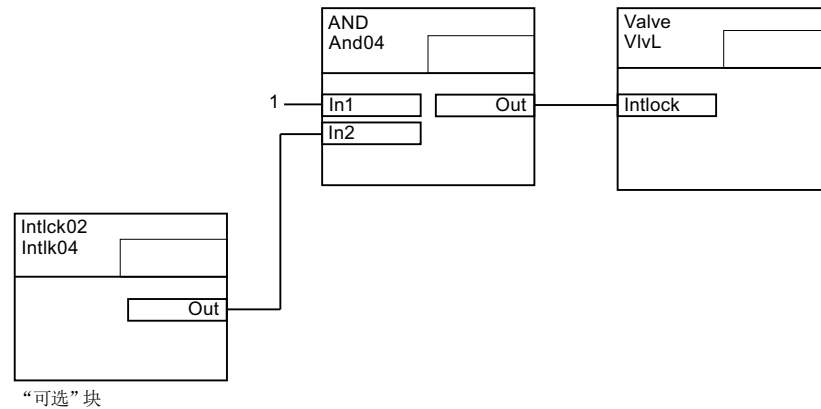 AND
And04
Valve
VlvL
1
In1
Out
Intlock
In2
Intlck02
Intlk04
Out
“可选”块